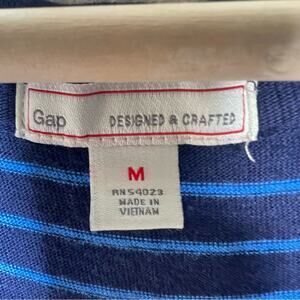 Gap DESIGNED & CRAFTED
M
RN54023
MADE IN
VIETNAM